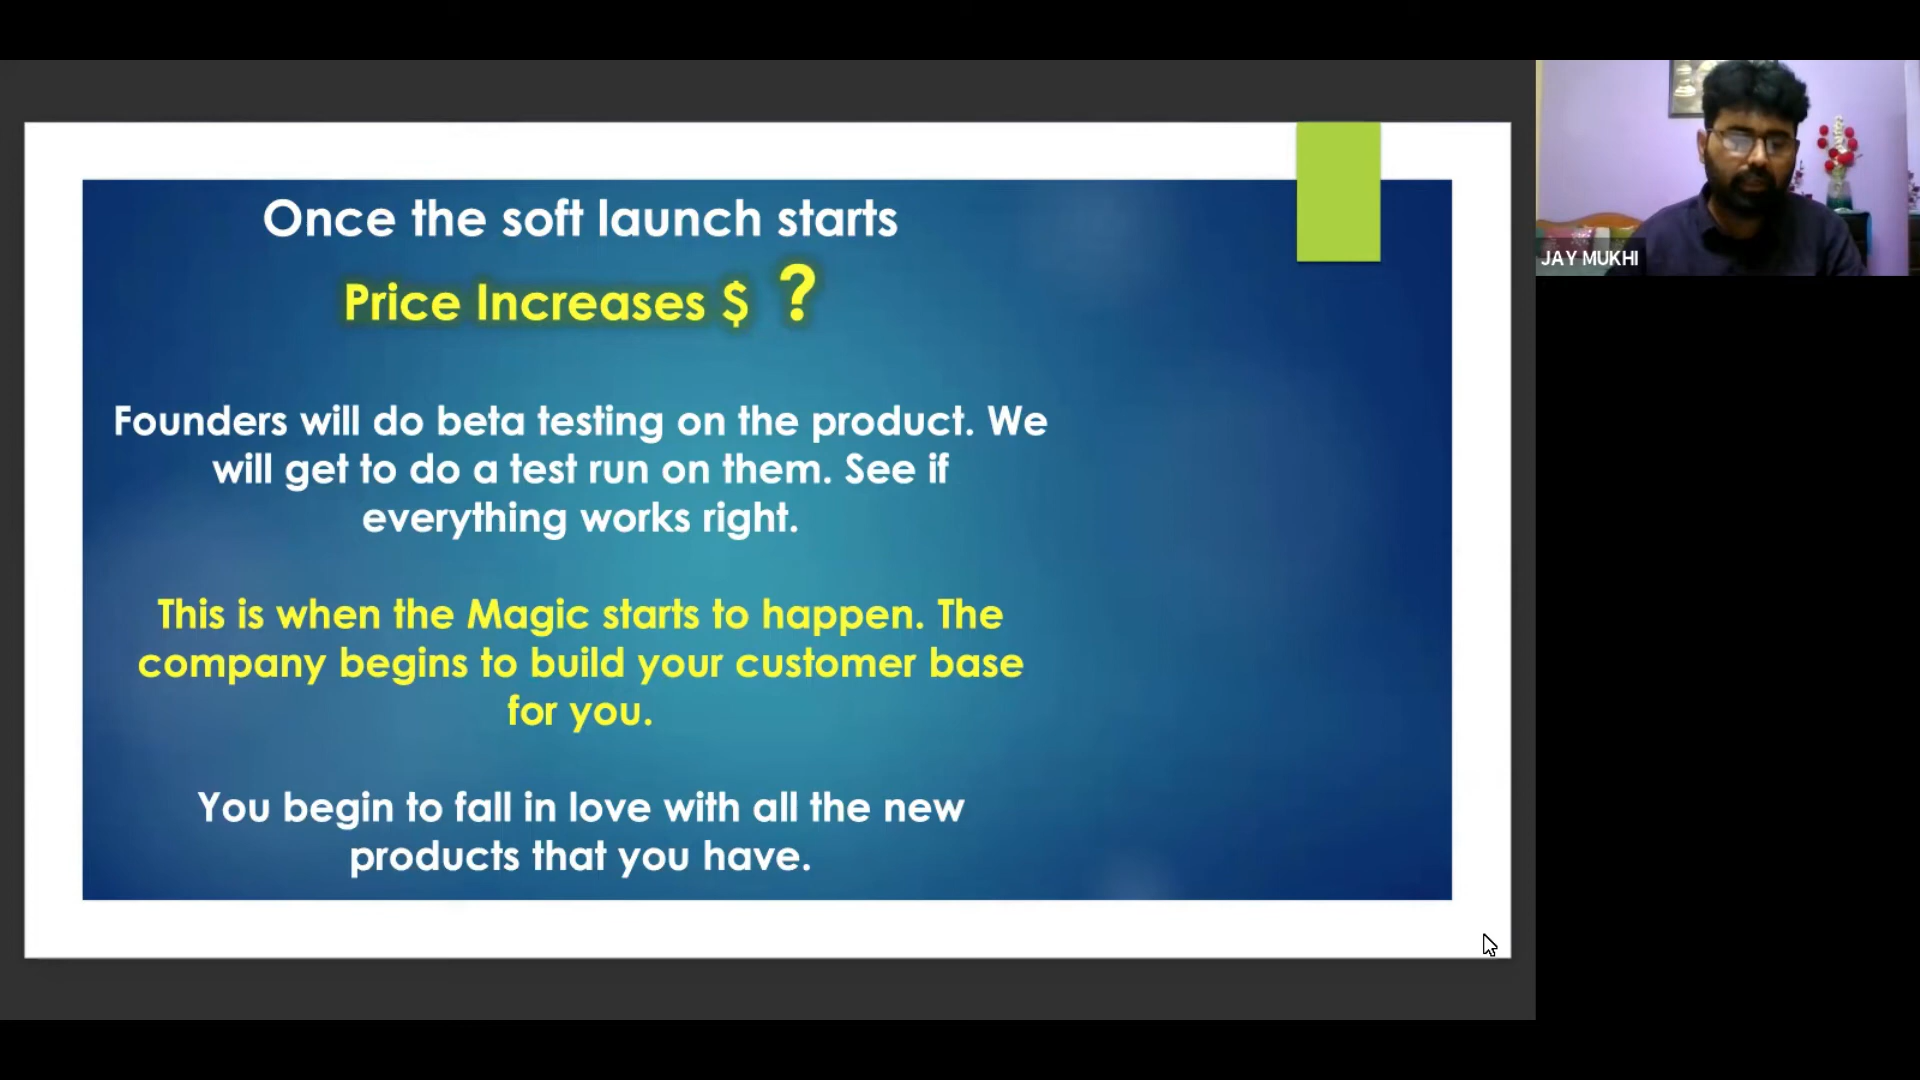 Once the soft launch starts
Price Increases $ ?
Founders will do beta testing on the product. We
will get to do a test run on them. See if
everything works right.
This is when the Magic starts to happen. The
company begins to build your customer base
for you.
You begin to fall in love with all the new
products that you have.
JAY MUKHI